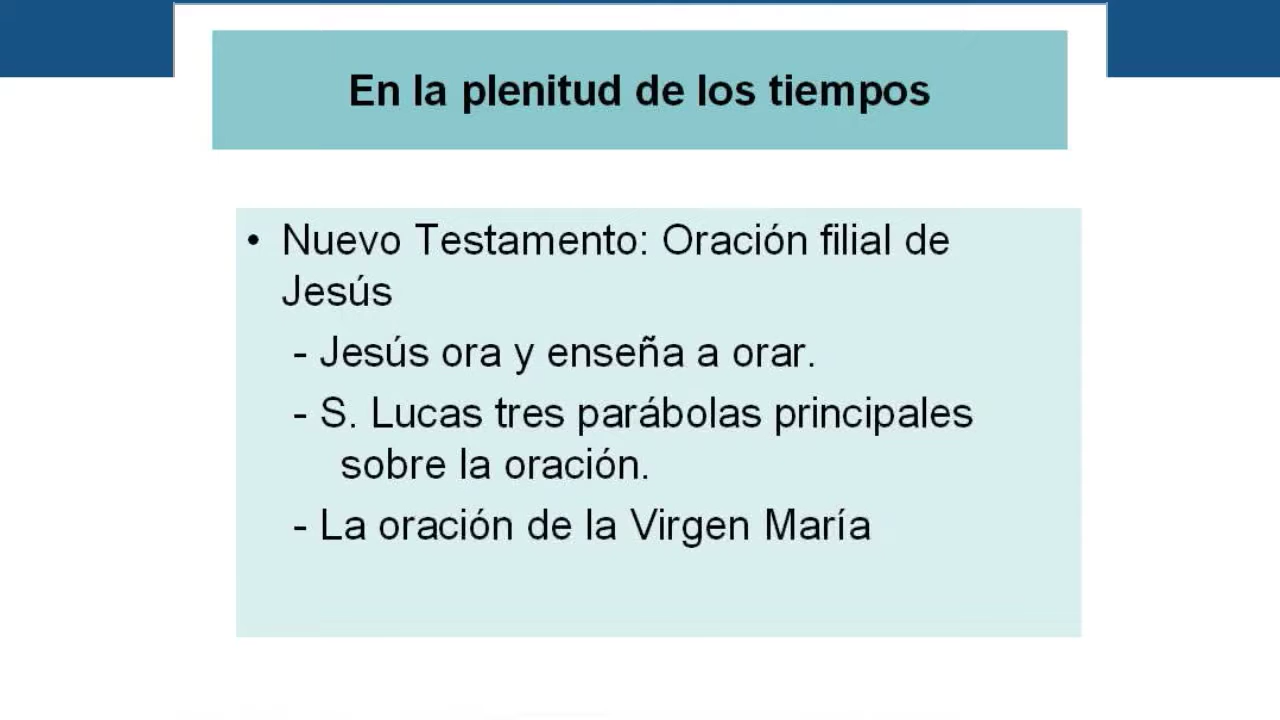 En la plenitud de los tiempos
• Nuevo Testamento: Oración filial de
Jesús
- Jesús ora y enseña a orar.
- S. Lucas tres parábolas principales
sobre la oración.
- La oración de la Virgen María